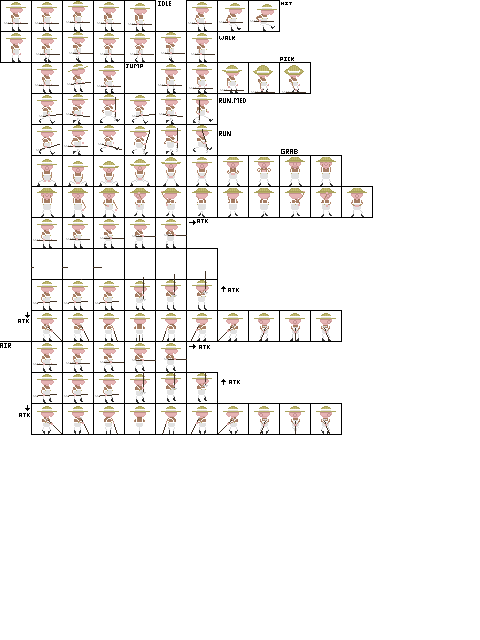 IDLE
HIT
WALK
JUMP
PICK
RUN.MED
RUN
GRAB
→ATK
↑ ATK
↓
ATK
AIR
→ ATK
↑ ATK
↓
ATK